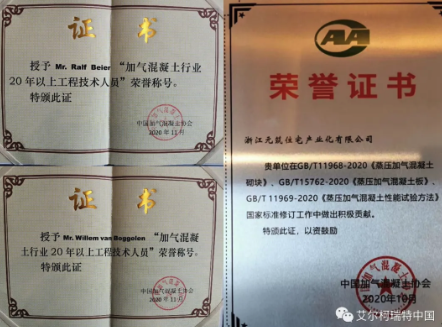 证 书
授予 Mr. Ralf Beier “加气混凝土行业
20 年以上工程技术人员”荣誉称号。
特颁此证
中国加气混凝土协会
2020年11月
证 书
授予 Mr. Willem van Boggelen “加气混凝
土行业 20 年以上工程技术人员”荣誉称号。
特颁此证
中国加气混凝土协会
2020年11月
AA
荣誉证书
浙江元筑住宅产业化有限公司
贵单位在GB/T11968-2020《蒸压加气混凝土
砌块》、GB/T15762-2020《蒸压加气混凝土板》、
GB/T 11969-2020《蒸压加气混凝土性能试验方法》
国家标准修订工作中做出积极贡献。
特颁此证，以资鼓励
中国加气混凝土协会
2020年10月
艾尔柯瑞特中国